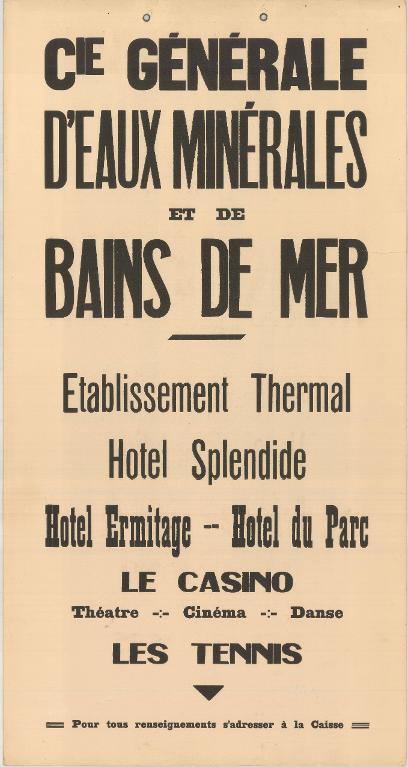 CIE GÉNÉRALE
D'EAUX MINÉRALES
ET DE
BAINS DE MER
Etablissement Thermal
Hotel Splendide
Hotel Ermitage -- Hotel du Parc
LE CASINO
Théatre -:- Cinéma -:- Danse
LES TENNIS
Pour tous renseignements s'adresser à la Caisse